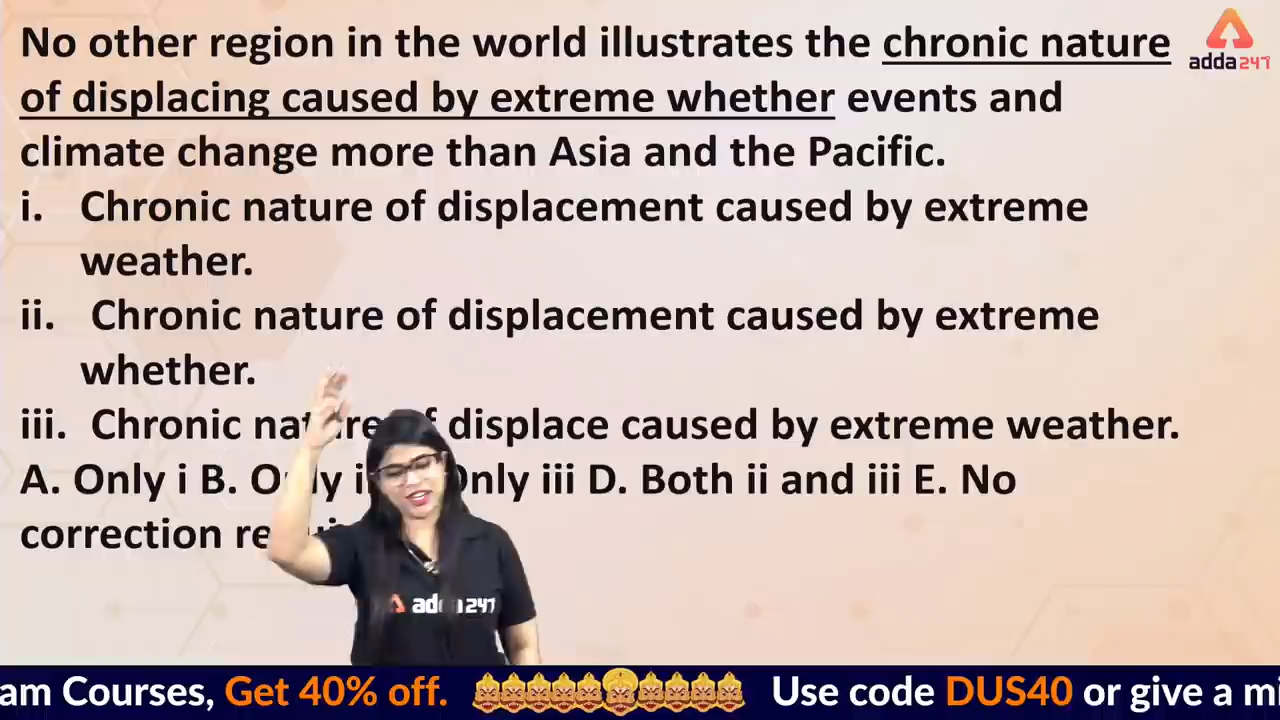 No other region in the world illustrates the chronic nature
of displacing caused by extreme whether events and
climate change more than Asia and the Pacific.
i. Chronic nature of displacement caused by extreme
weather.
ii. Chronic nature of displacement caused by extreme
whether.
iii. Chronic of displace caused by extreme weather.
A. Only i B. iii D. Both ii and iii E. No
correction
adda247
adda247
am Courses, Get 40% off. Use code DUS40 or give a